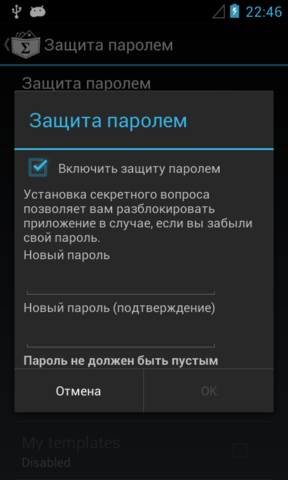 22:46
Защита паролем
Защита паролем
Защита паролем
Включить защиту паролем
Установка секретного вопроса
позволяет вам разблокировать
приложение в случае, если вы забыли
свой пароль.
Новый пароль
Новый пароль (подтверждение)
Пароль не должен быть пустым
Отмена
OK
My templates
Disabled